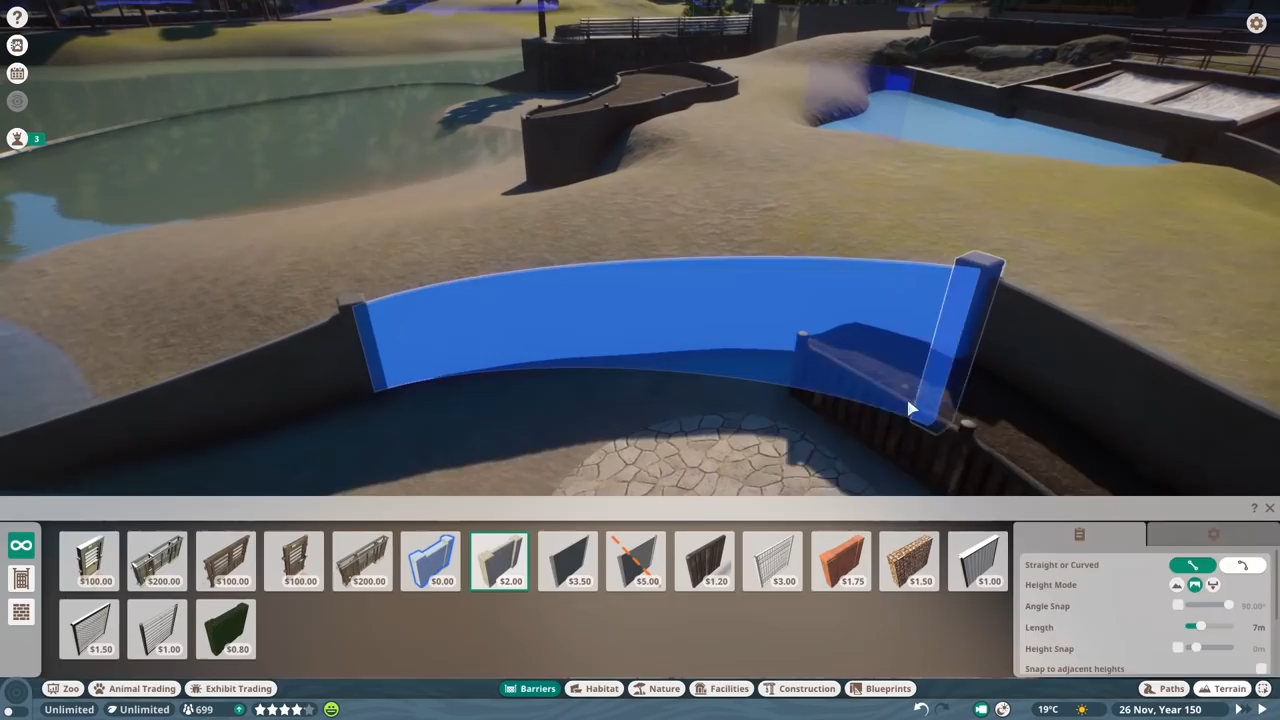 ?
3
? ×
$100.00 $200.00 $100.00 $100.00 $200.00 $0.00 $2.00 $3.50 $5.00 $1.20 $3.00 $1.75 $1.50 $1.00
$1.50 $1.00 $0.80
Straight or Curved
Height Mode
Angle Snap 90.00°
Length 7m
Height Snap 0m
Snap to adjacent heights
Zoo Animal Trading Exhibit Trading Barriers Habitat Nature Facilities Construction Blueprints Paths Terrain
Unlimited Unlimited 699 19°C 26 Nov, Year 150